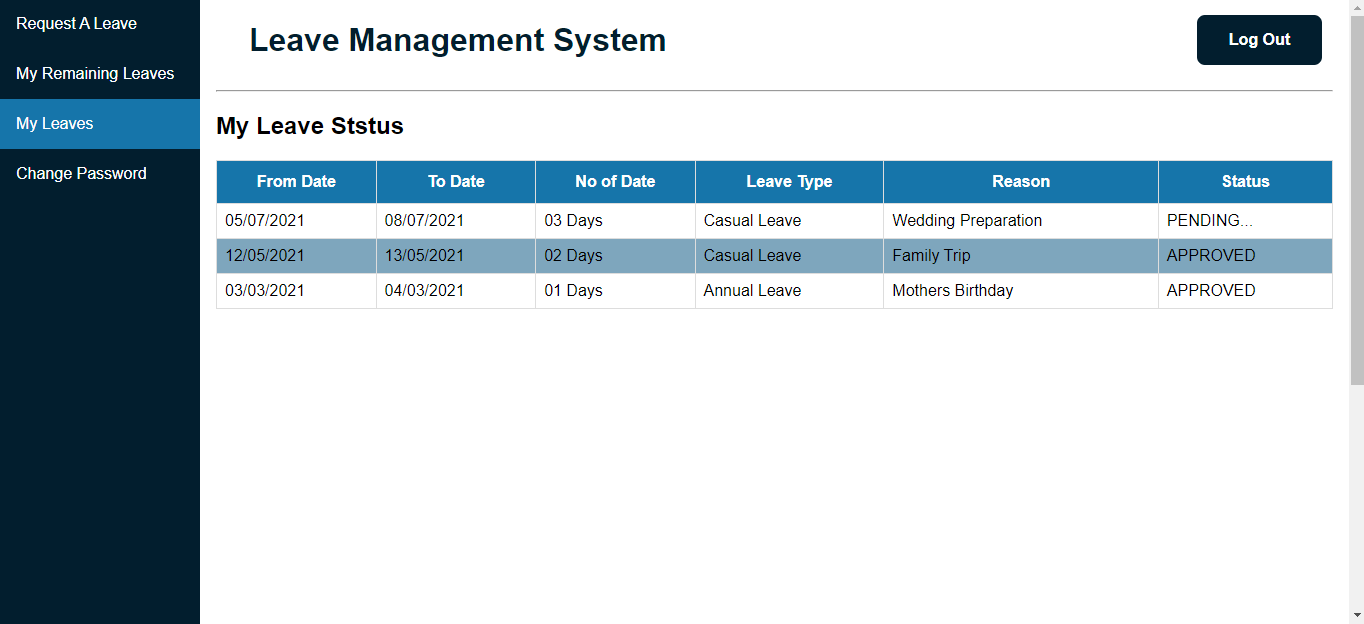 Request A Leave
My Remaining Leaves
My Leaves
Change Password
Leave Management System
Log Out
My Leave Ststus
From Date To Date No of Date Leave Type Reason Status
05/07/2021 08/07/2021 03 Days Casual Leave Wedding Preparation PENDING...
12/05/2021 13/05/2021 02 Days Casual Leave Family Trip APPROVED
03/03/2021 04/03/2021 01 Days Annual Leave Mothers Birthday APPROVED